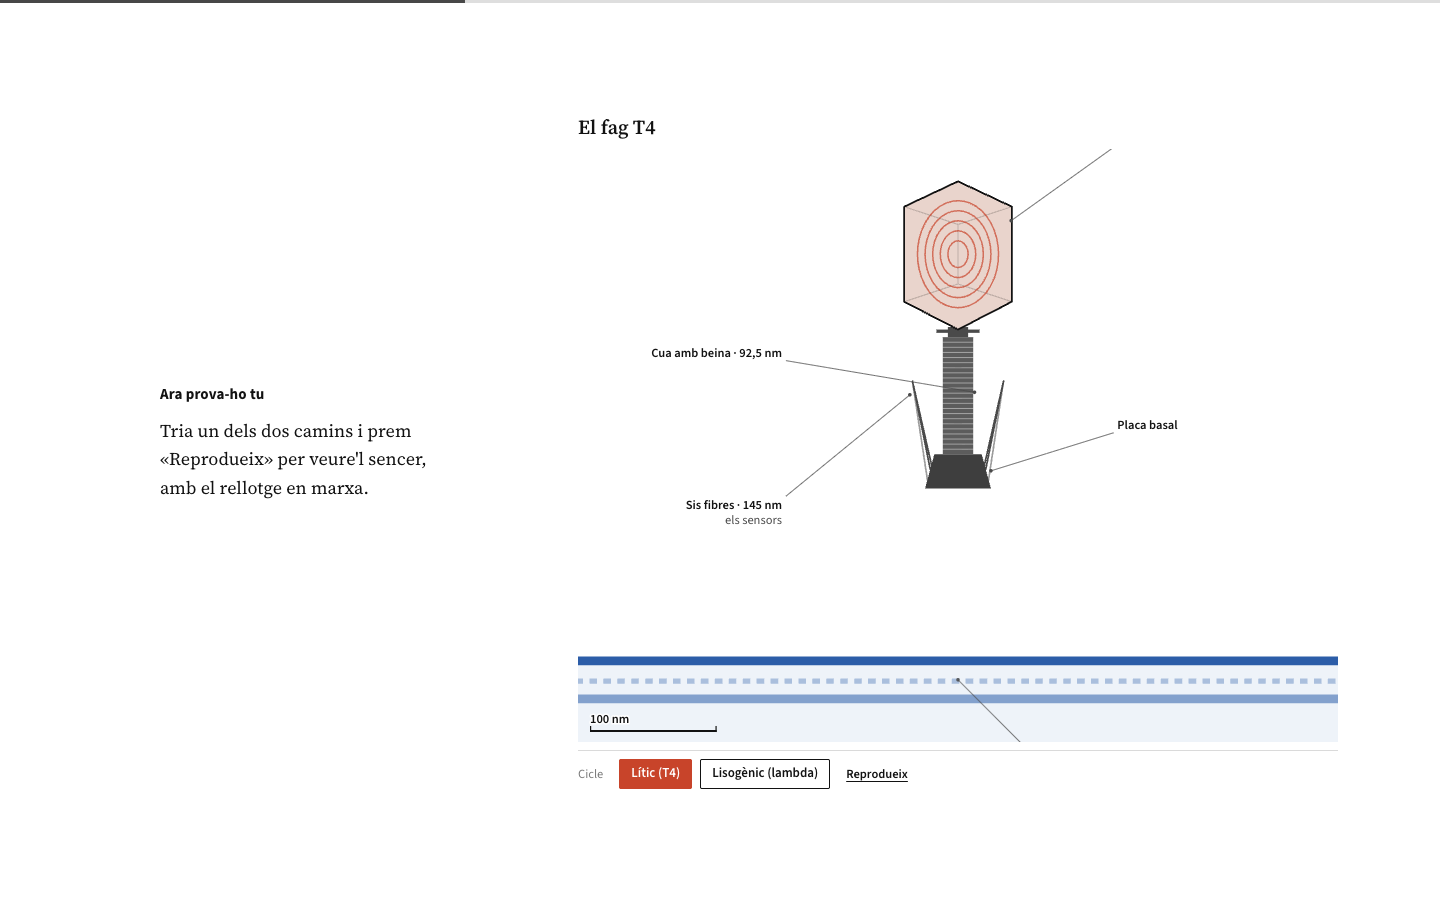 El fag T4
Cua amb beina · 92,5 nm
Placa basal
Ara prova-ho tu
Tria un dels dos camins i prem
«Reprodueix» per veure'l sencer,
amb el rellotge en marxa.
Sis fibres · 145 nm
els sensors
100 nm
Cicle
Lític (T4)
Lisogènic (lambda)
Reprodueix